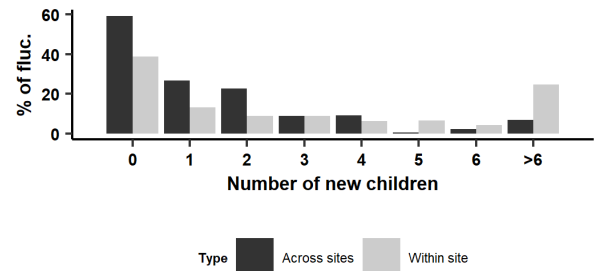 % of fluc.
60
40
20
0
0 1 2 3 4 5 6 >6
Number of new children
Type Across sites Within site